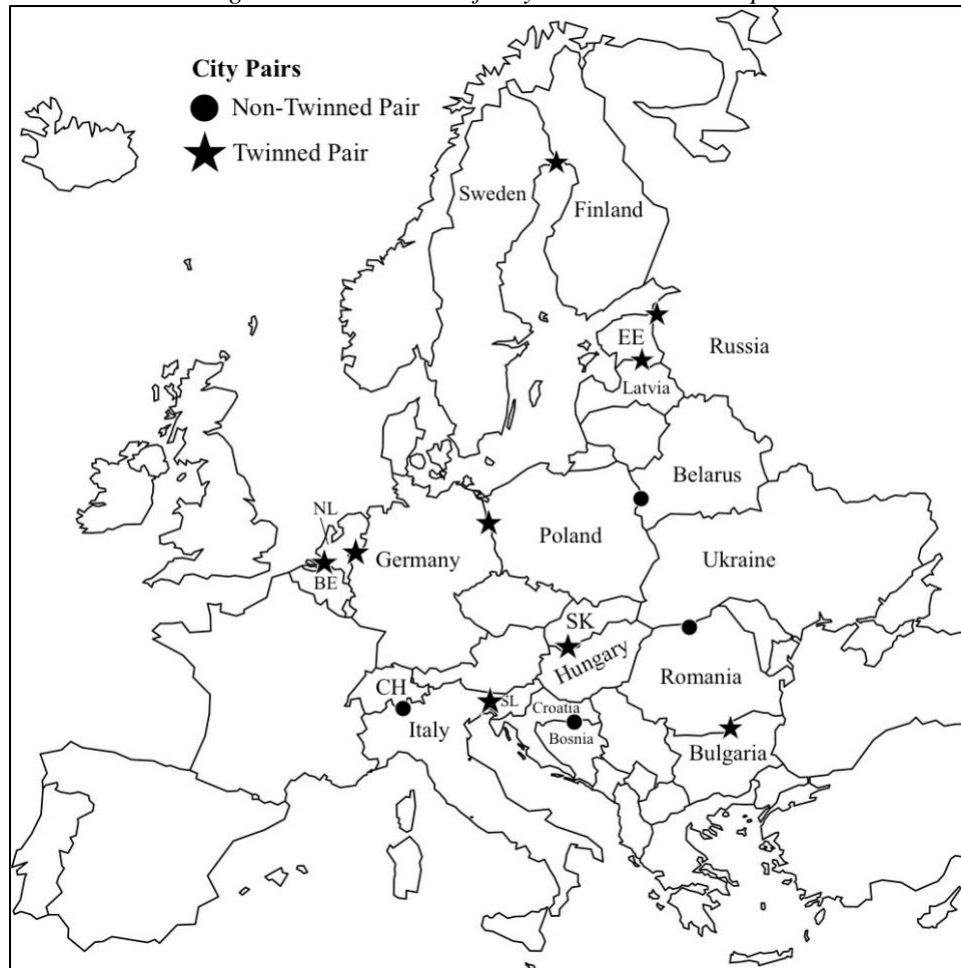 City Pairs
Non-Twinned Pair
Twinned Pair
Sweden
Finland
EE
Russia
Latvia
Belarus
NL
Poland
Germany
Ukraine
BE
SK
Hungary
CH
Romania
SL
Croatia
Italy
Bosnia
Bulgaria